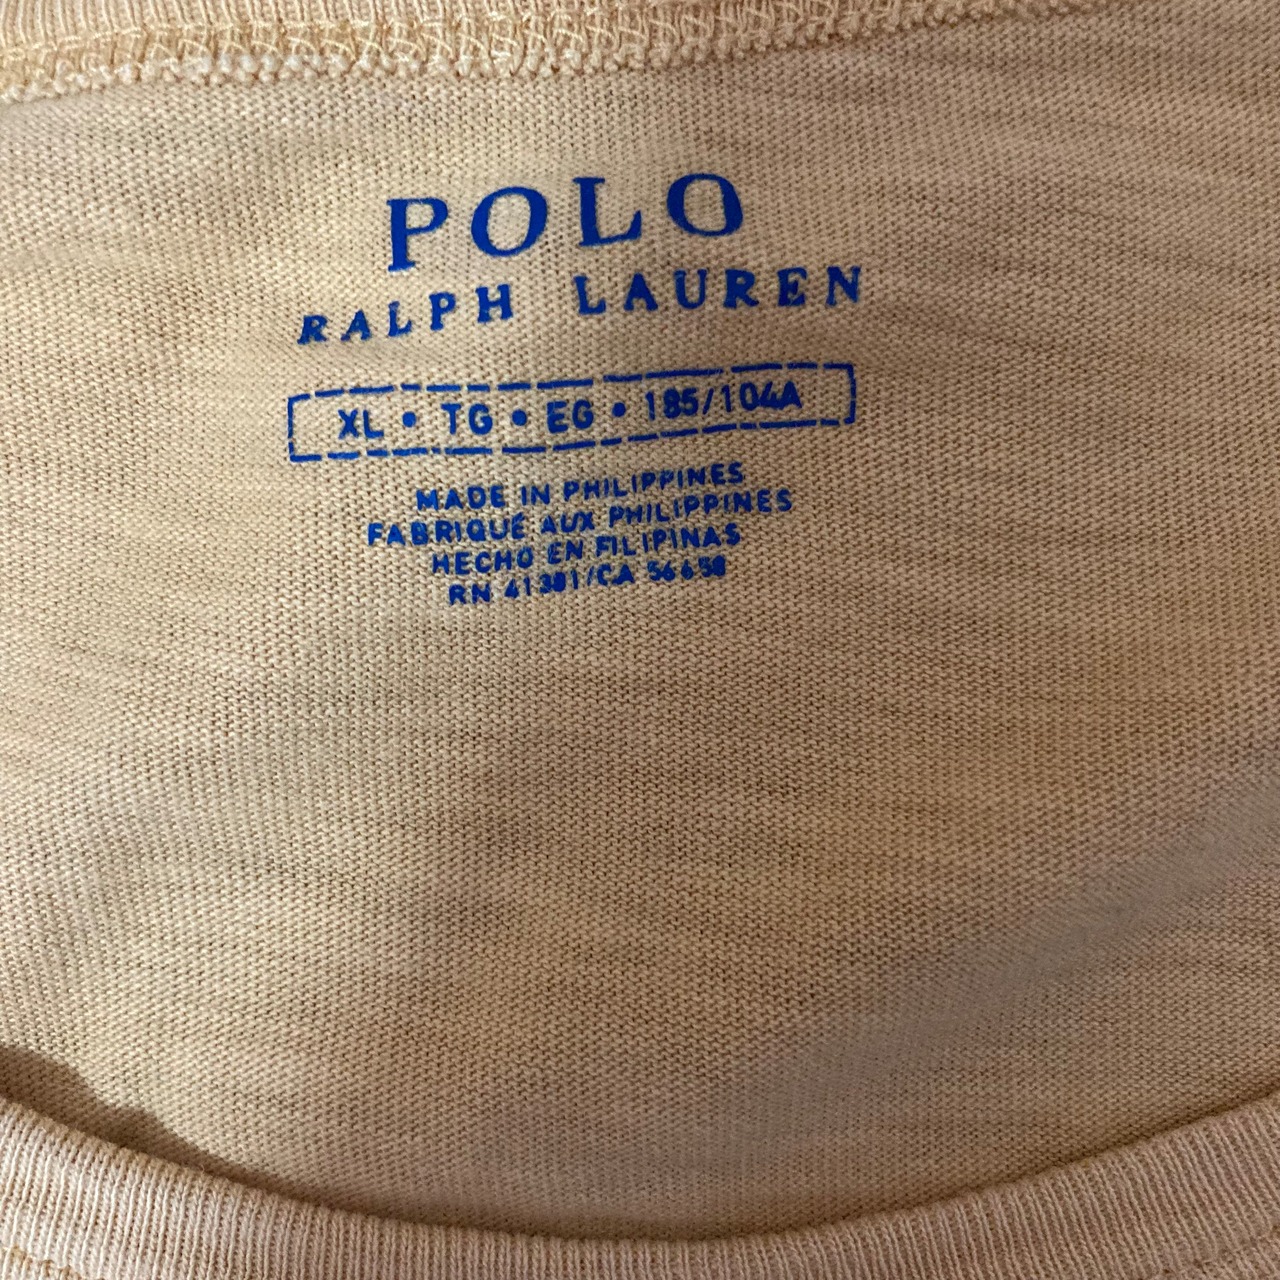 POLO
RALPH LAUREN
XL • TG • EG • 185/104A
MADE IN PHILIPPINES
FABRIQUÉ AUX PHILIPPINES
HECHO EN FILIPINAS
RN 41381/CA 56658